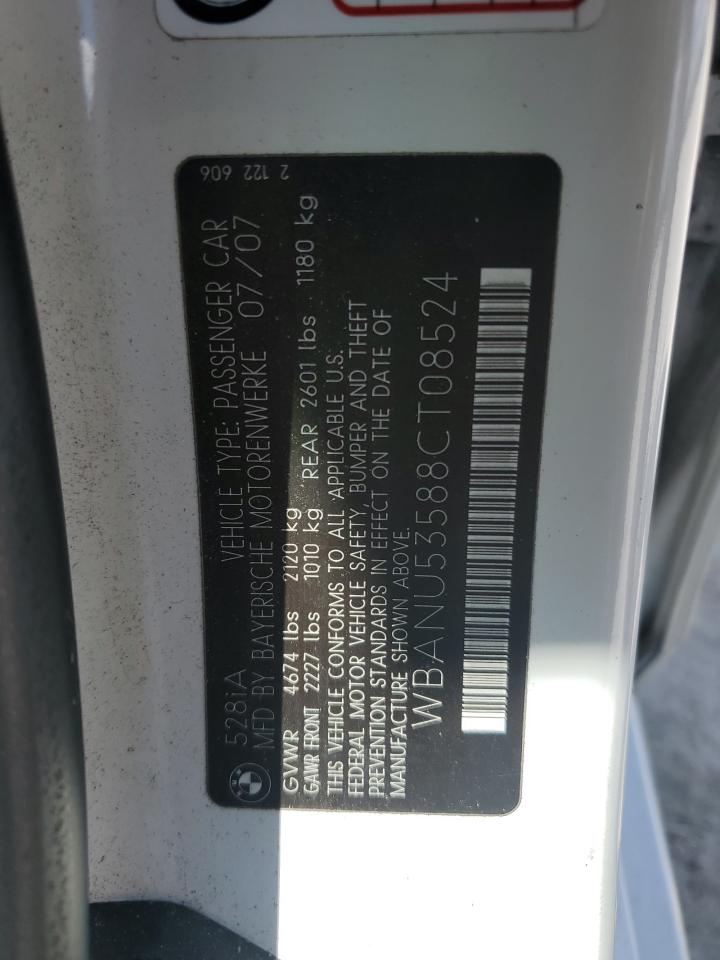 528iA VEHICLE TYPE: PASSENGER CAR 2 122 606
MFD BY BAYERISCHE MOTORENWERKE 07/07
GVWR 4674 lbs 2120 kg
GAWR FRONT 2227 lbs 1010 kg REAR 2601 lbs 1180 kg
THIS VEHICLE CONFORMS TO ALL APPLICABLE U.S.
FEDERAL MOTOR VEHICLE SAFETY, BUMPER AND THEFT
PREVENTION STANDARDS IN EFFECT ON THE DATE OF
MANUFACTURE SHOWN ABOVE.
WBANU53588CT08524